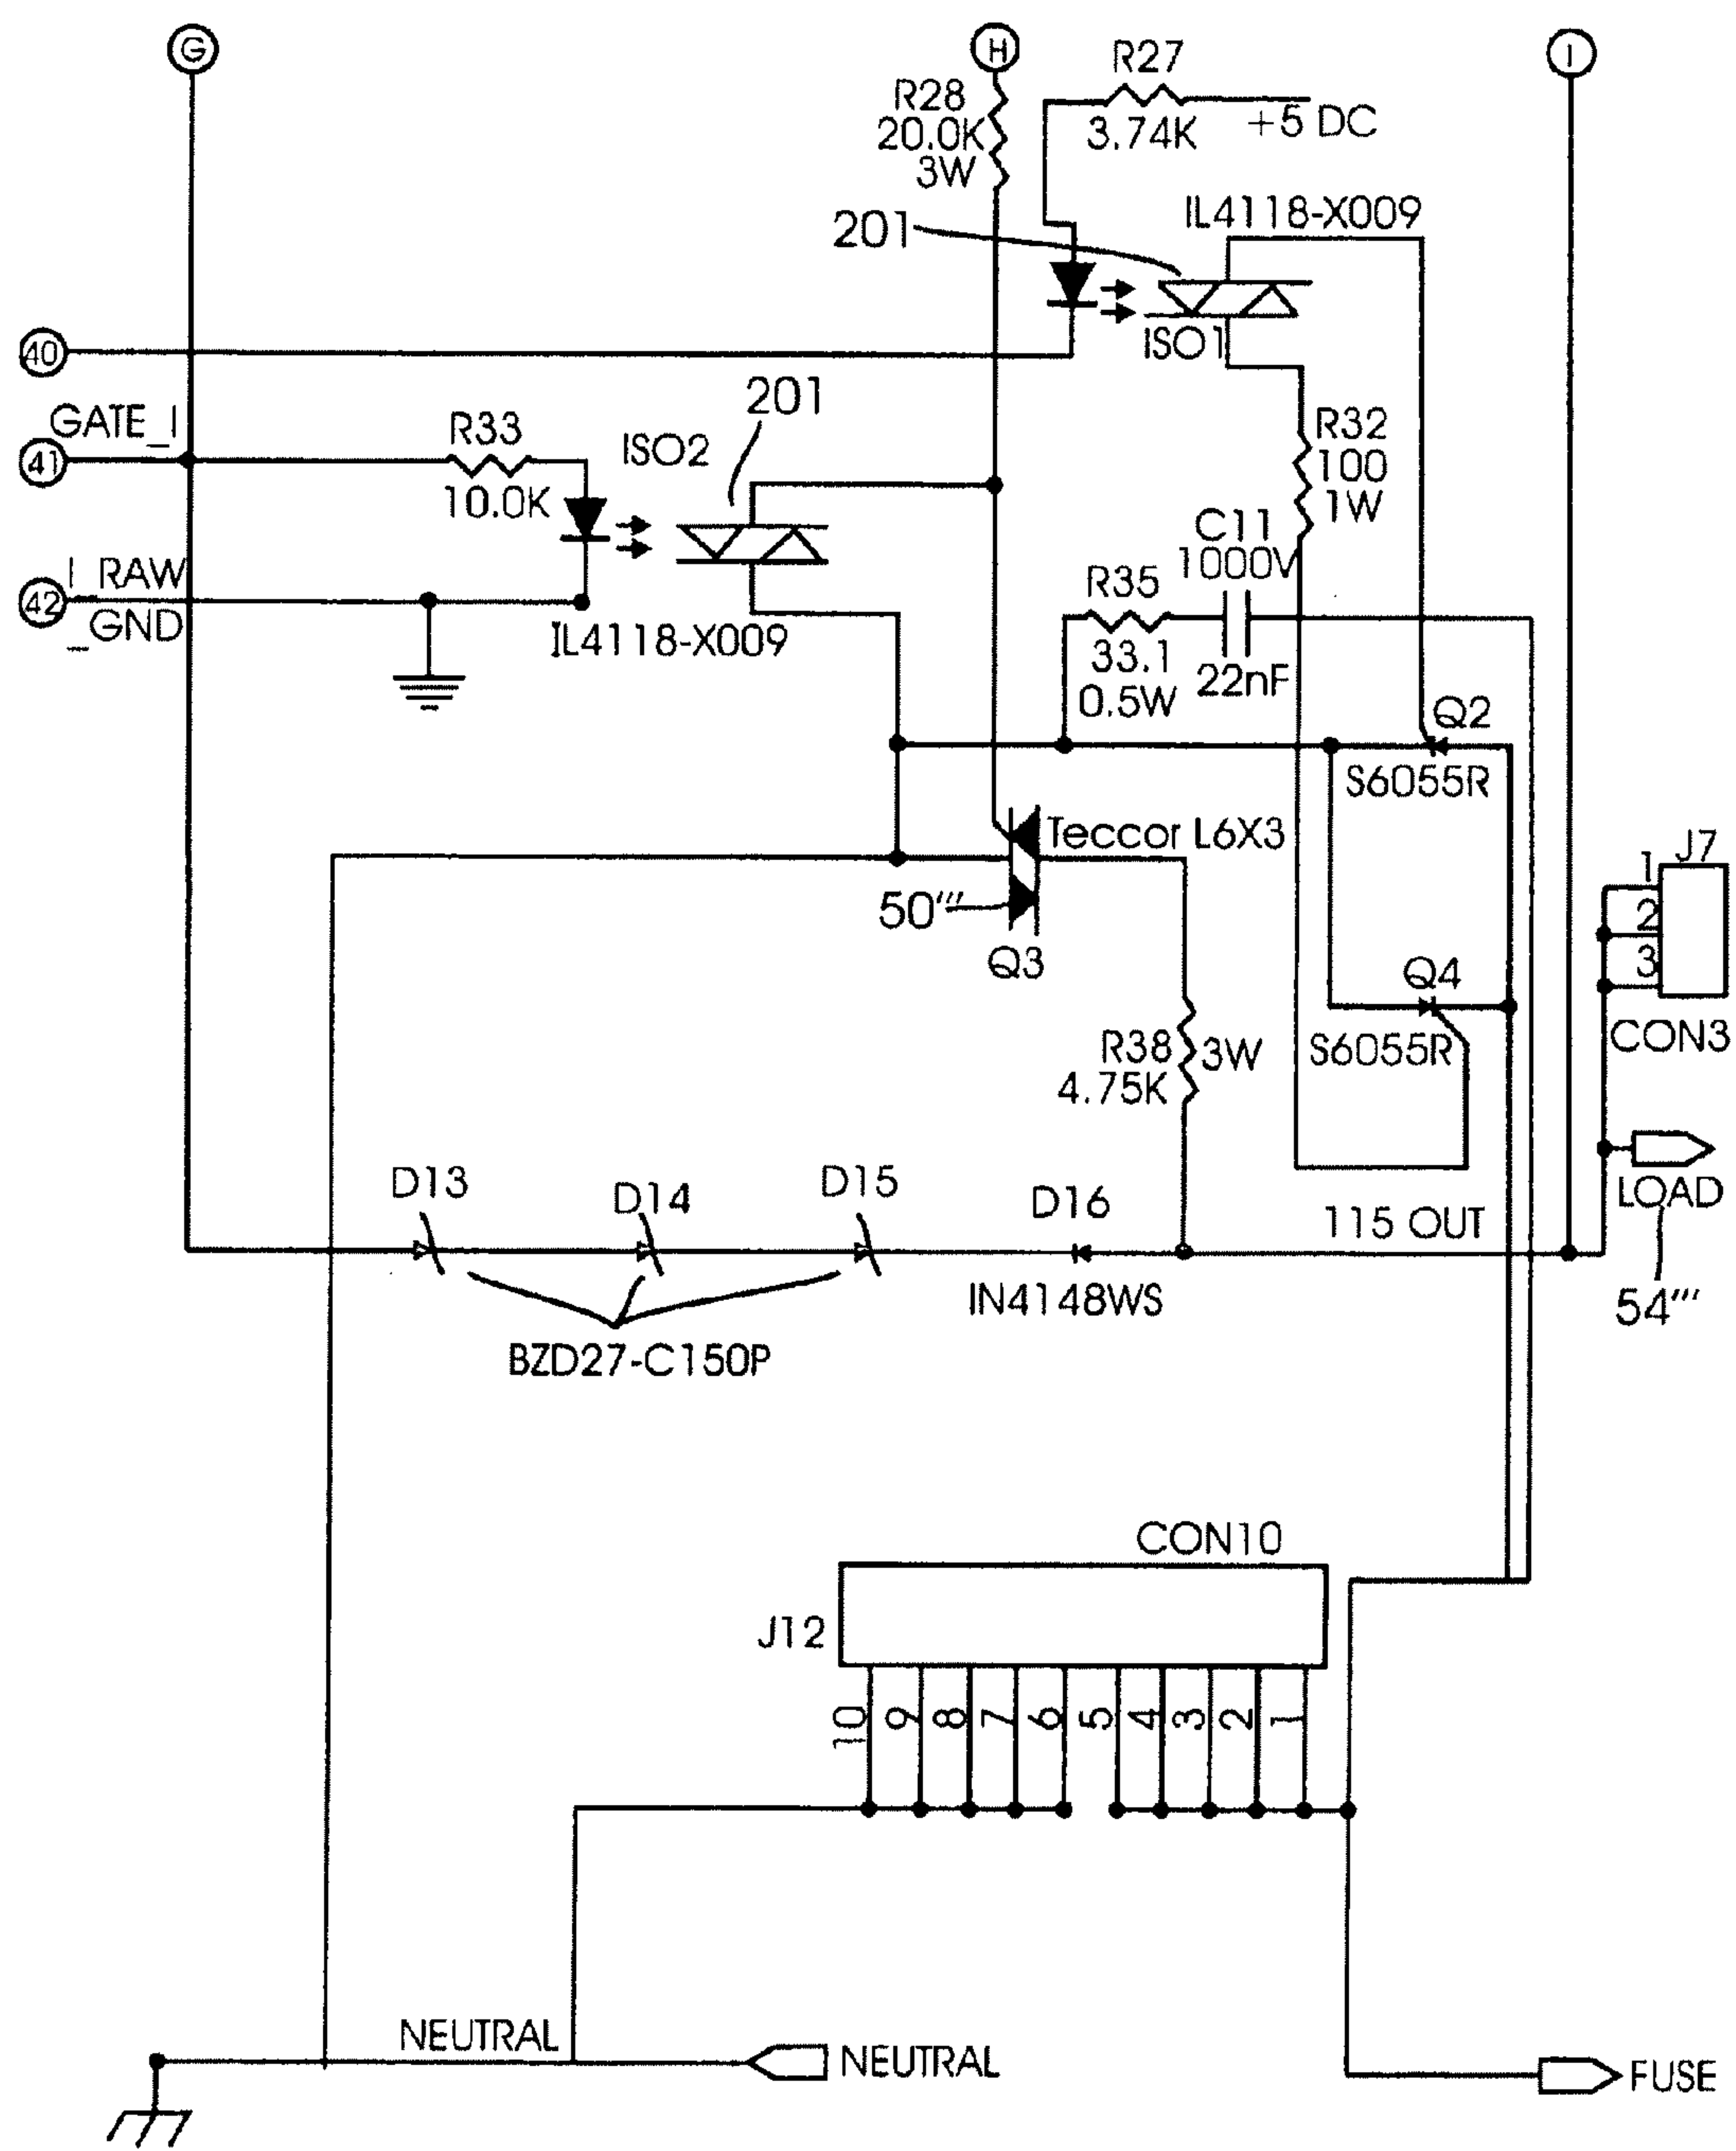 G
H
I
R27
3.74K
+5 DC
R28
20.0K
3W
IL4118-X009
201
ISO1
40
GATE_I
41
R33
10.0K
ISO2
201
R32
100
1W
C11
1000V
22nF
R35
33.1
0.5W
I_RAW
_GND
42
IL4118-X009
Q2
S6055R
Teccor L6X3
50'''
Q3
J7
1
2
3
CON3
Q4
S6055R
R38
4.75K
3W
D13
D14
D15
D16
115 OUT
LOAD
54'''
IN4148WS
BZD27-C150P
CON10
J12
10
9
8
7
6
5
4
3
2
1
NEUTRAL
NEUTRAL
FUSE